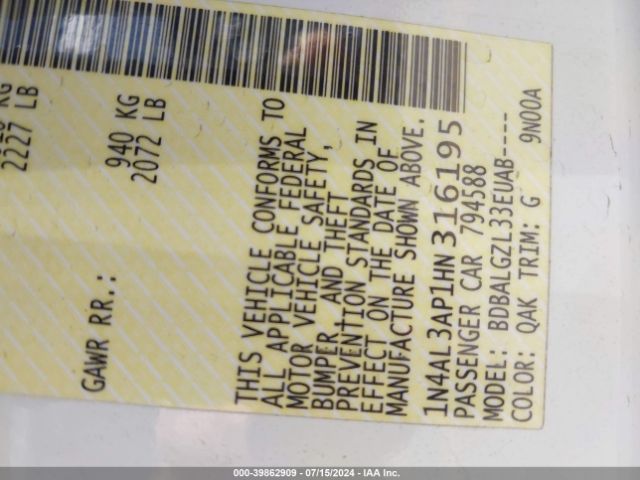 2227 LB
GAWR RR.: 940 KG
2072 LB
THIS VEHICLE CONFORMS TO
ALL APPLICABLE FEDERAL
MOTOR VEHICLE SAFETY,
BUMPER, AND THEFT
PREVENTION STANDARDS IN
EFFECT ON THE DATE OF
MANUFACTURE SHOWN ABOVE.
1N4AL3AP1HN316195
PASSENGER CAR 794588
MODEL: BDBALGZL33EUAB----
COLOR: QAK TRIM: G 9N00A
000-39862909 - 07/15/2024 - IAA Inc.